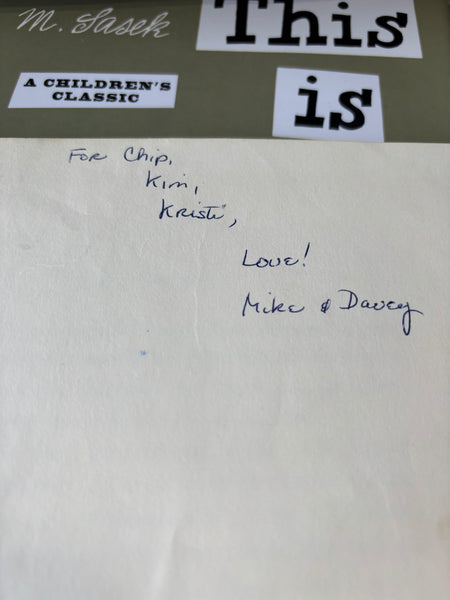 M. Sasek
This
A CHILDREN'S
CLASSIC
is
For Chip,
Kim,
Kristi,
Love!
Mike & Davey